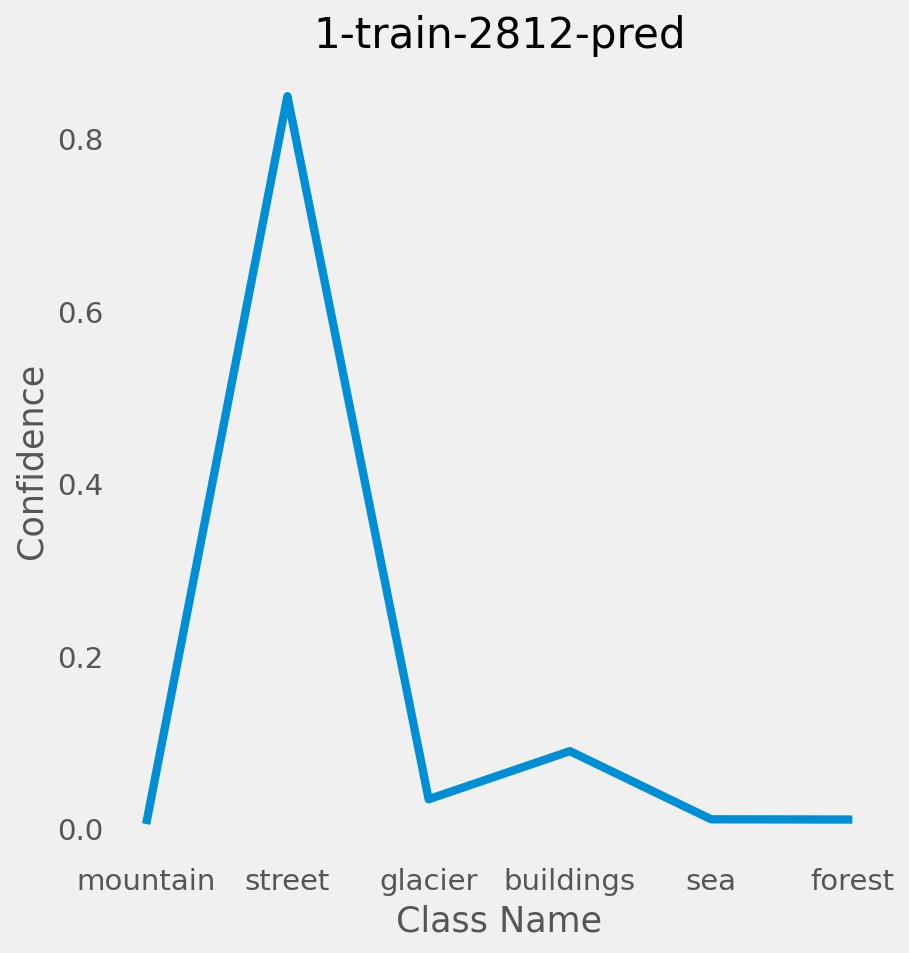 1-train-2812-pred
0.8
0.6
0.4
0.2
0.0
Confidence
mountain street glacier buildings sea forest
Class Name